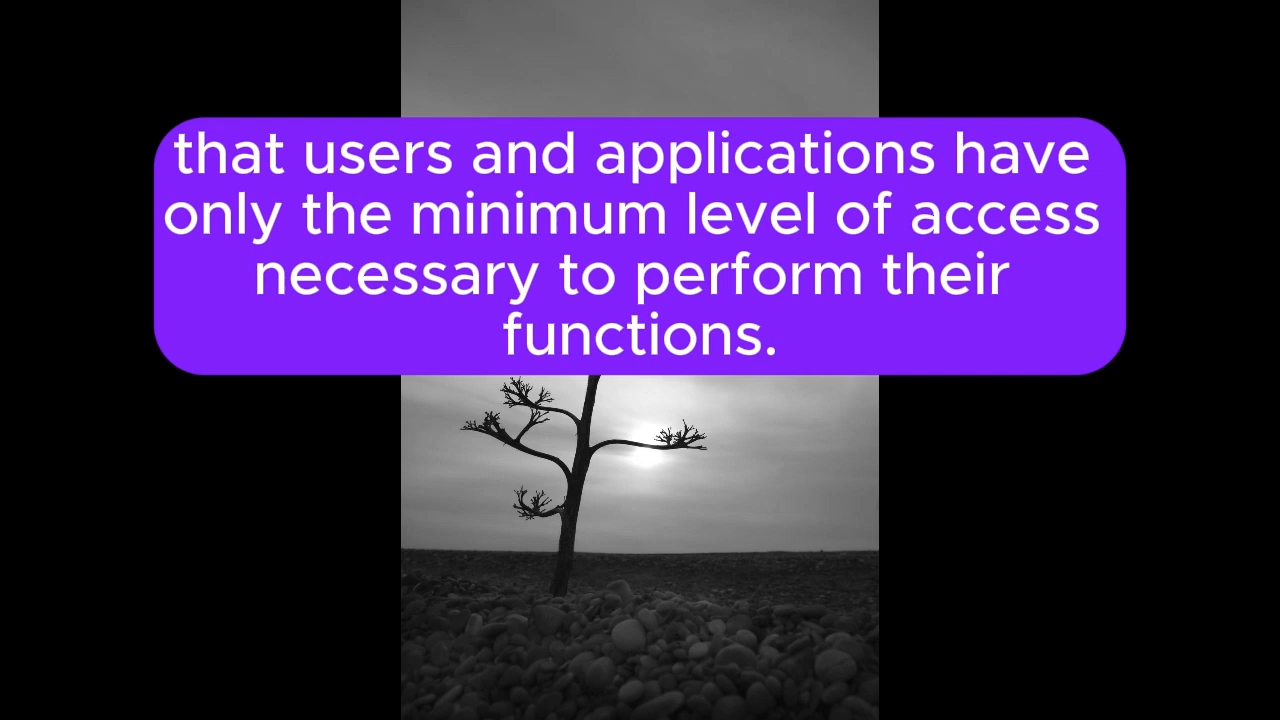 that users and applications have
only the minimum level of access
necessary to perform their
functions.